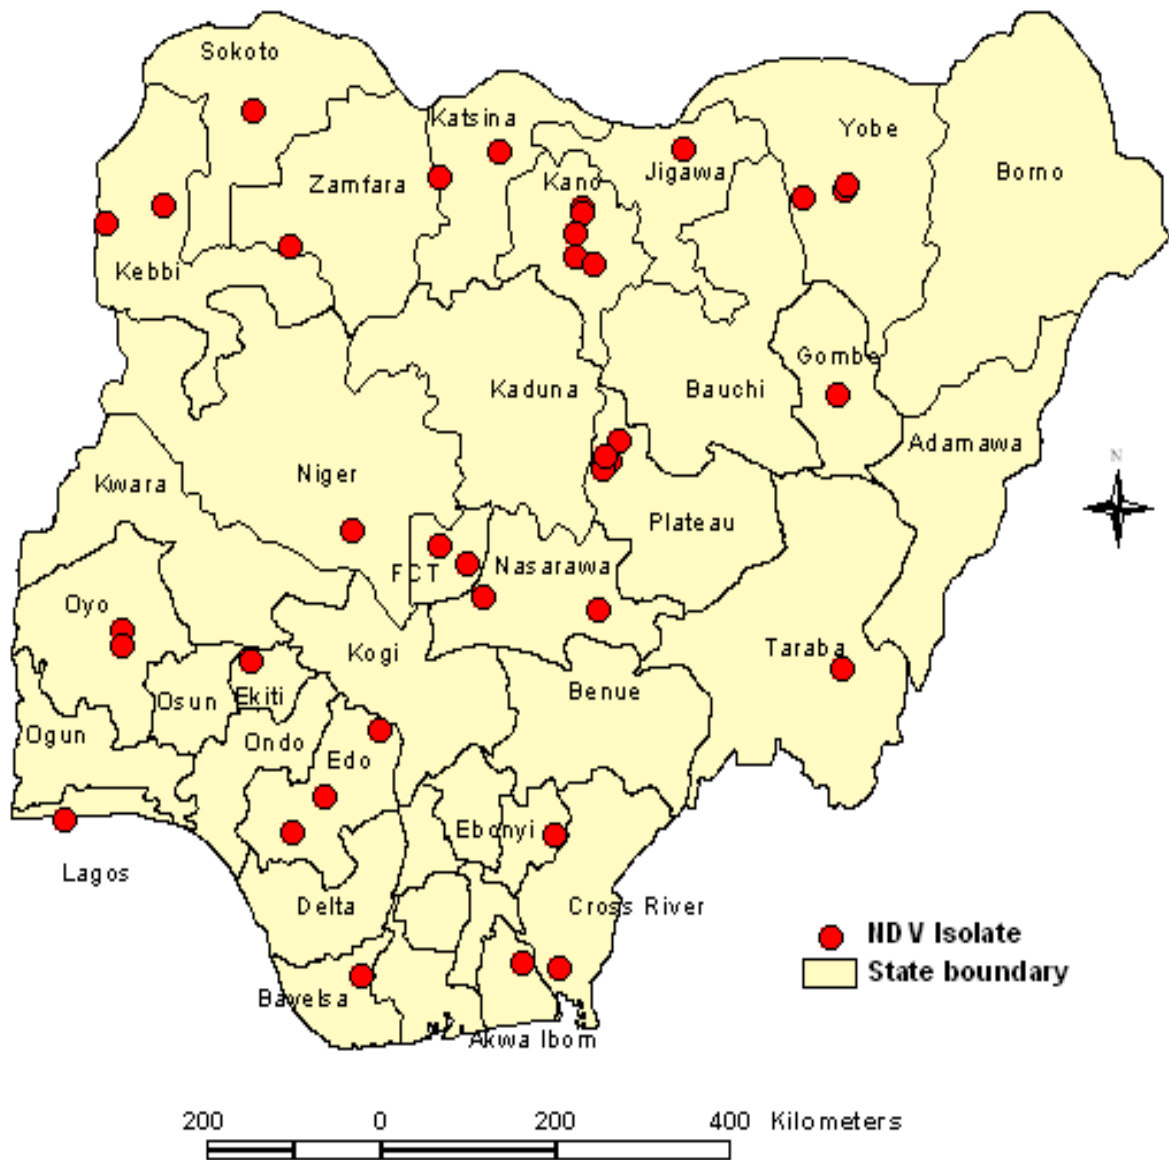 Sokoto
Katsina
Yobe
Kano
Jigawa
Borno
Zamfara
Kebbi
Gombe
Kaduna
Bauchi
Adamawa
N
Niger
Kwara
Plateau
FCT
Nasarawa
Oyo
Kogi
Taraba
Benue
Osun
Ekiti
Ogun
Ondo
Edo
Ebonyi
Lagos
Delta
Cross River
NDV Isolate
State boundary
Bayelsa
Akwa Ibom
200 0 200 400 Kilometers